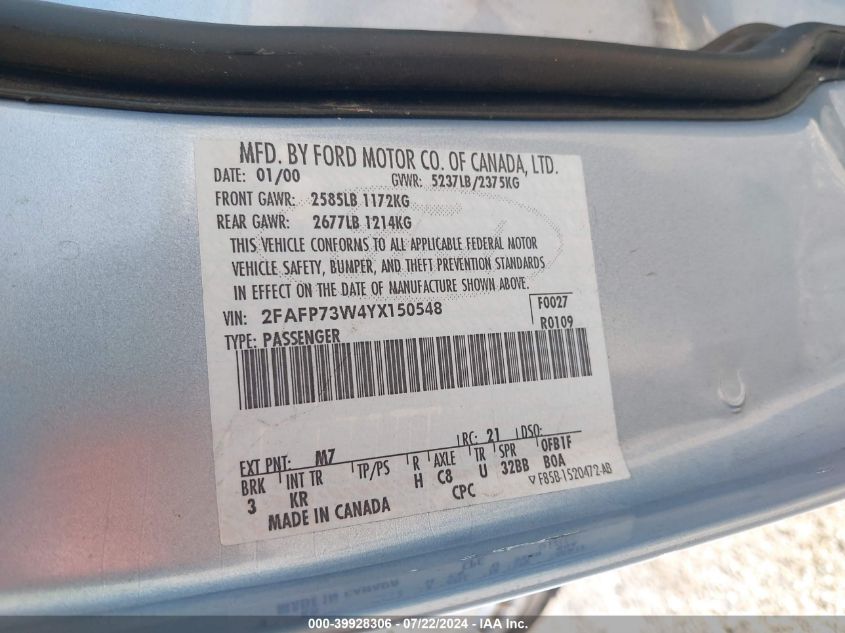 MFD. BY FORD MOTOR CO. OF CANADA, LTD.
DATE: 01/00 GVWR: 5237LB/2375KG
FRONT GAWR: 2585LB 1172KG
REAR GAWR: 2677LB 1214KG
THIS VEHICLE CONFORMS TO ALL APPLICABLE FEDERAL MOTOR
VEHICLE SAFETY, BUMPER, AND THEFT PREVENTION STANDARDS
IN EFFECT ON THE DATE OF MANUFACTURE SHOWN ABOVE.
VIN: 2FAFP73W4YX150548 F0027
TYPE: PASSENGER R0109
EXT PNT: M7 RC: 21 DSO:
BRK INT TR TP/PS R AXLE TR SPR 0FB1F
3 KR H C8 U 32BB B0A
CPC
MADE IN CANADA ▽F85B-1520472-AB
MADE IN CANADA
000-39928306 - 07/22/2024 - IAA Inc.